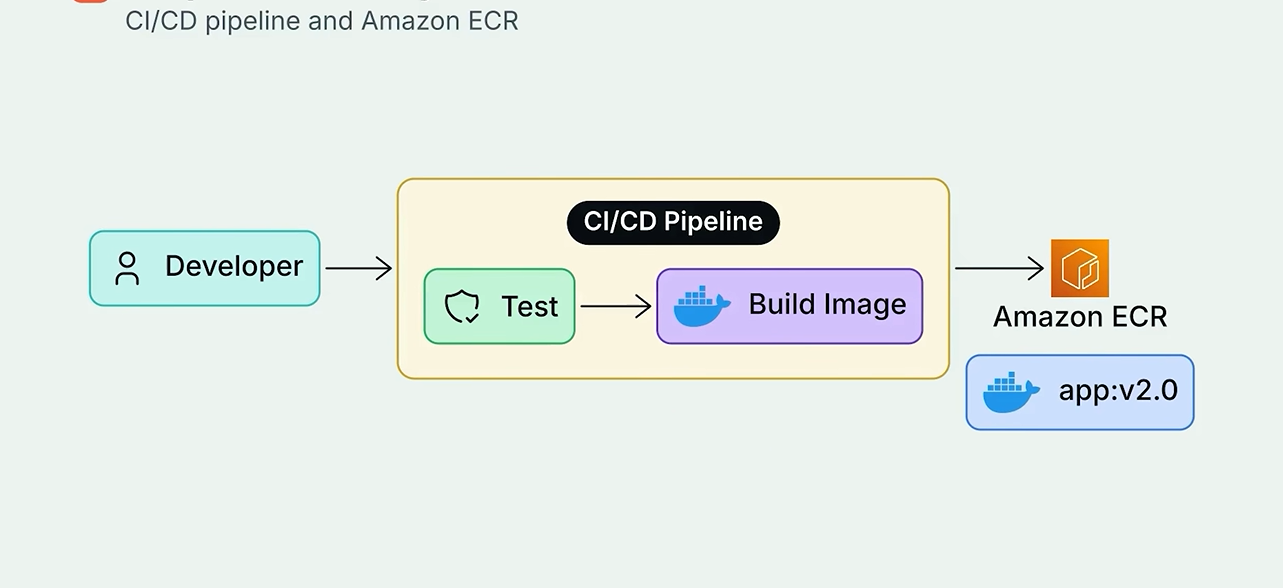 CI/CD pipeline and Amazon ECR
CI/CD Pipeline
Developer
Test
Build Image
Amazon ECR
app:v2.0